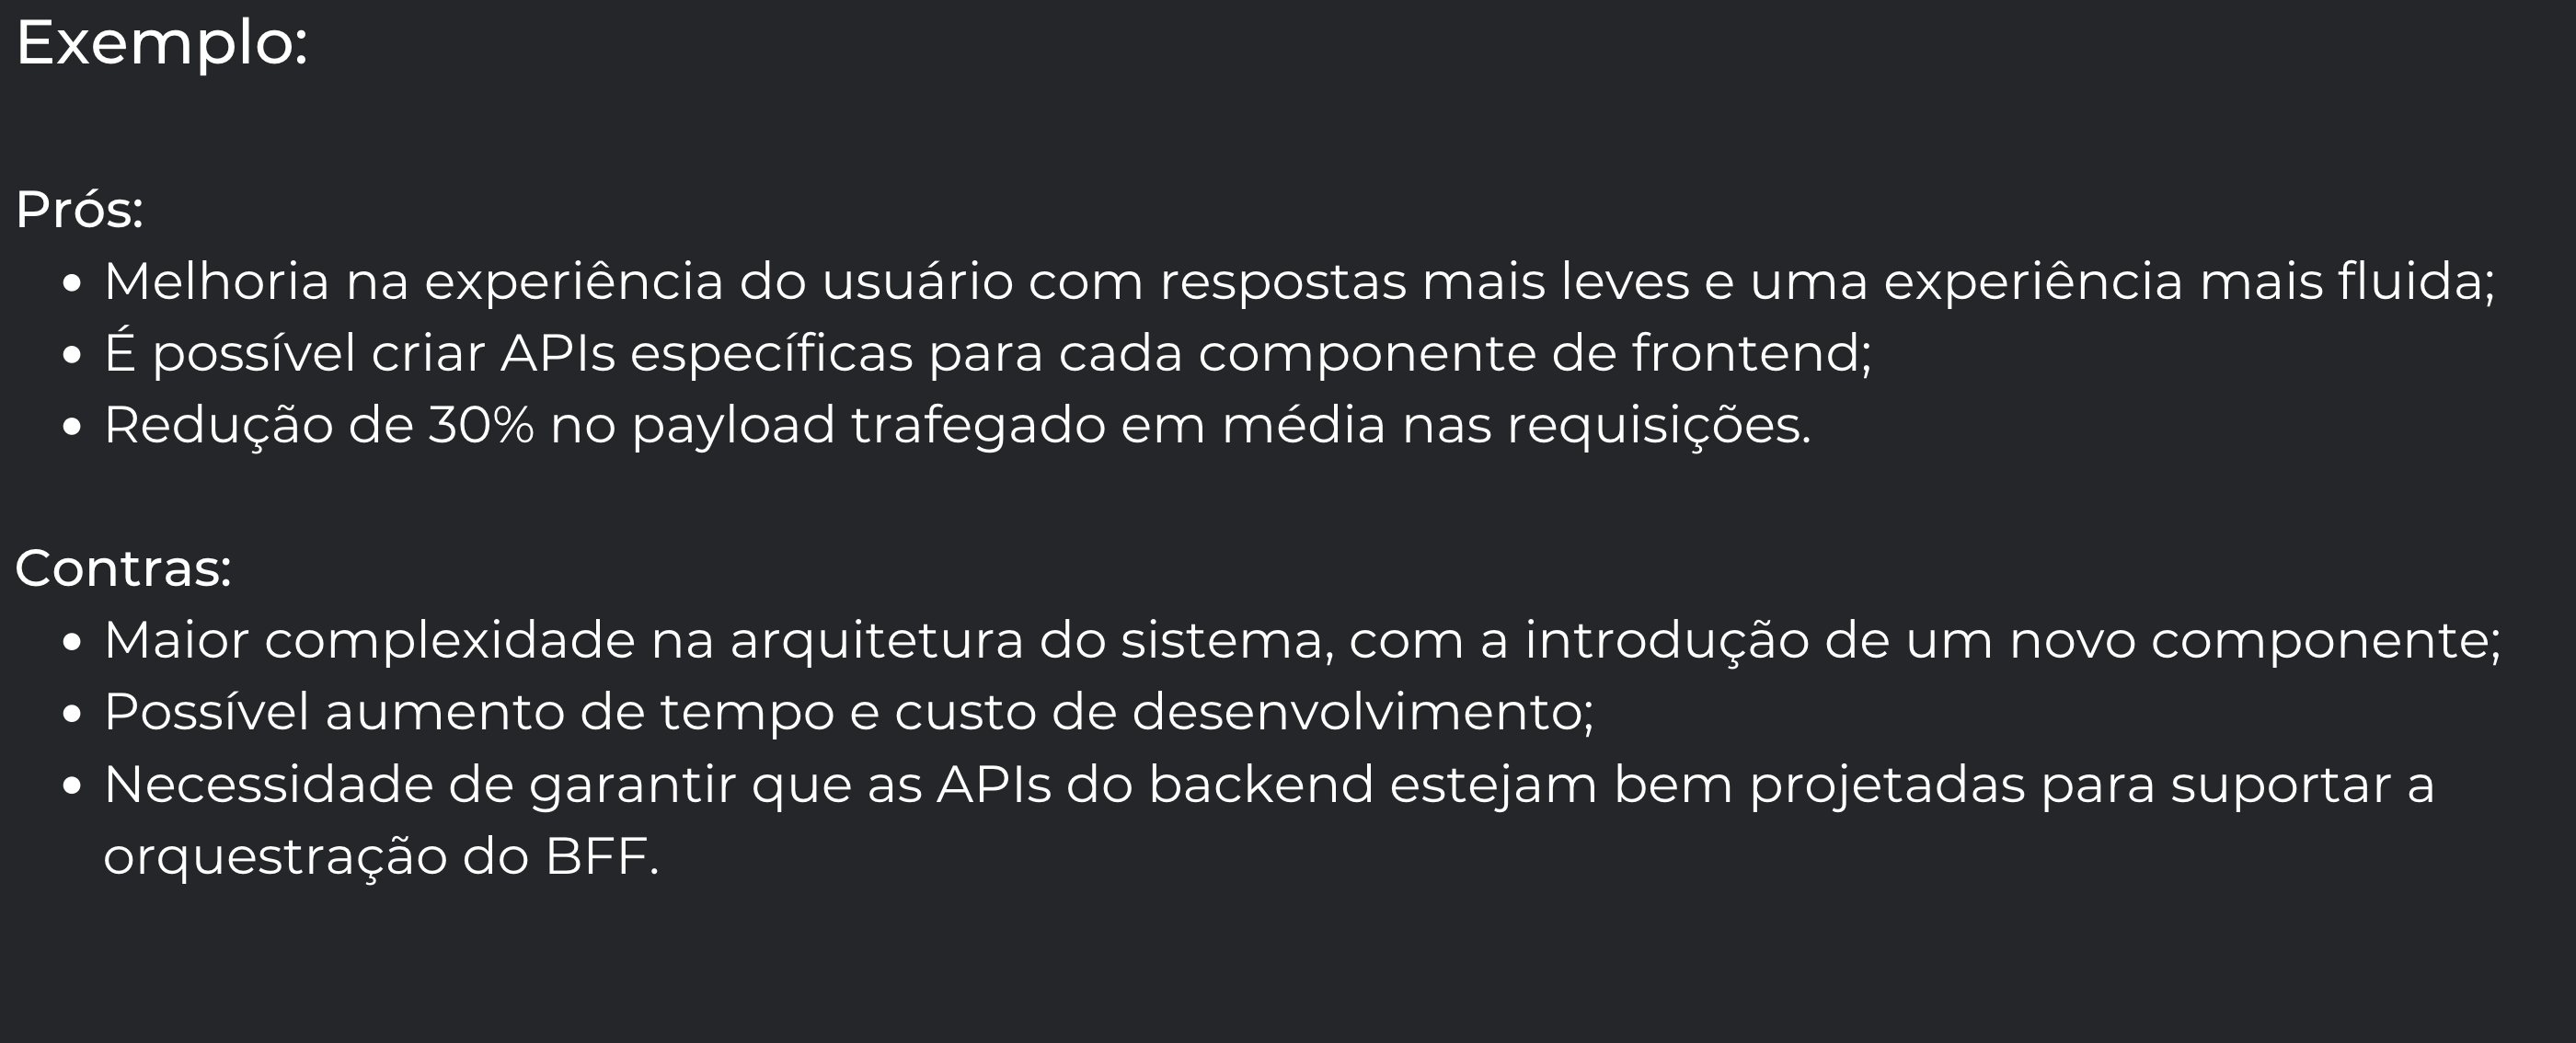 Exemplo:
Prós:
• Melhoria na experiência do usuário com respostas mais leves e uma experiência mais fluida;
• É possível criar APIs específicas para cada componente de frontend;
• Redução de 30% no payload trafegado em média nas requisições.
Contras:
• Maior complexidade na arquitetura do sistema, com a introdução de um novo componente;
• Possível aumento de tempo e custo de desenvolvimento;
• Necessidade de garantir que as APIs do backend estejam bem projetadas para suportar a
orquestração do BFF.